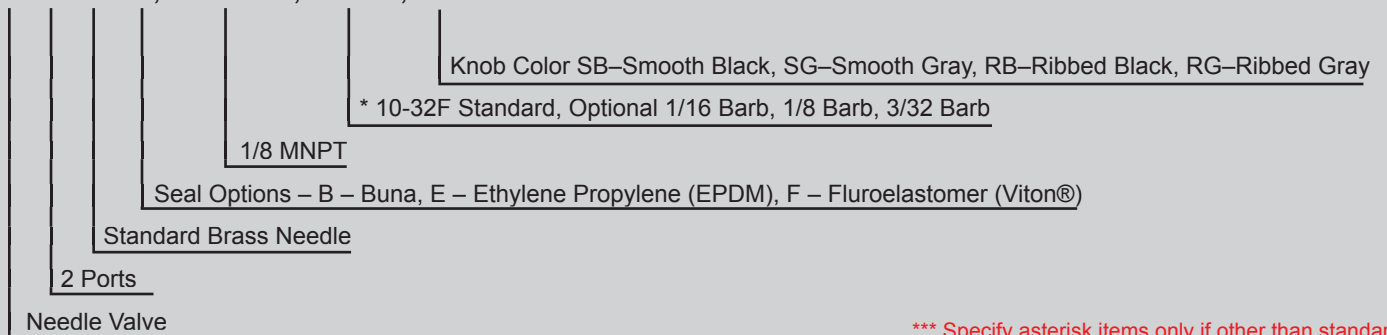 Knob Color SB–Smooth Black, SG–Smooth Gray, RB–Ribbed Black, RG–Ribbed Gray
* 10-32F Standard, Optional 1/16 Barb, 1/8 Barb, 3/32 Barb
1/8 MNPT
Seal Options – B – Buna, E – Ethylene Propylene (EPDM), F – Fluroelastomer (Viton®)
Standard Brass Needle
2 Ports
Needle Valve
*** Specify asterisk items only if other than standar